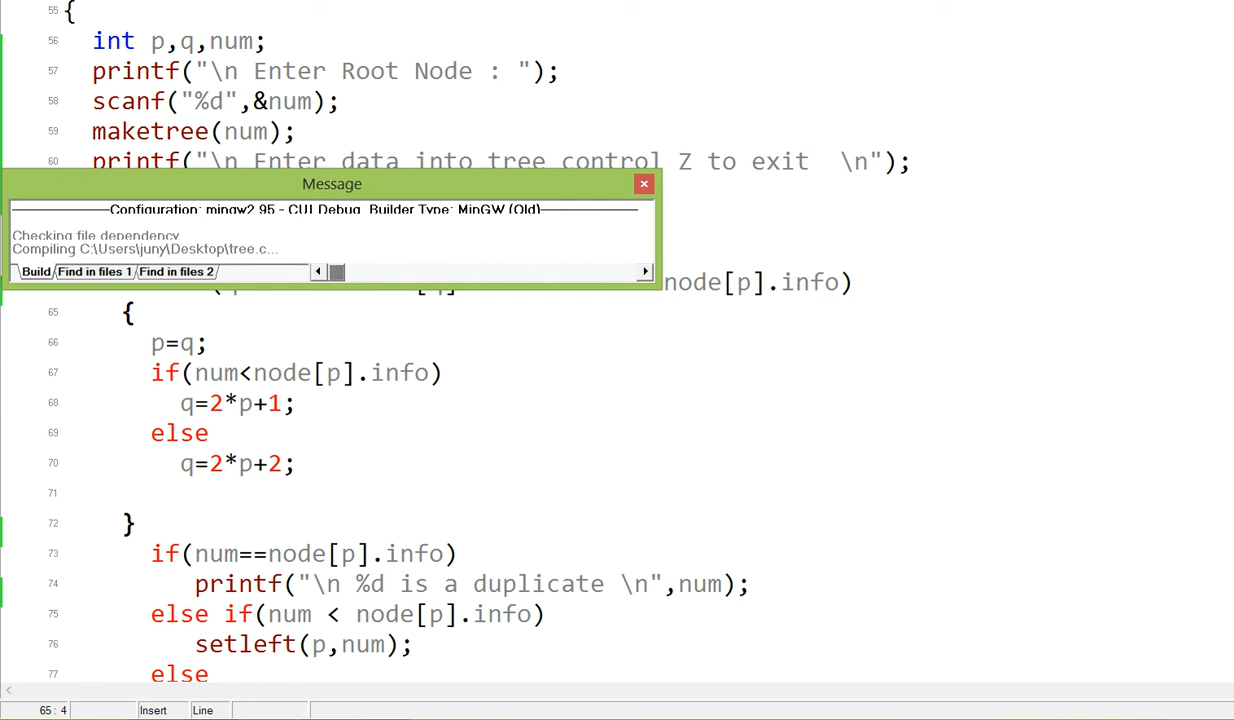 55 {
56 int p,q,num;
57 printf("\n Enter Root Node : ");
58 scanf("%d",&num);
59 maketree(num);
60 printf("\n Enter data into tree control Z to exit \n");
Message
Configuration: mingw2.95 - CUI Debug, Builder Type: MinGW (Old)
Checking file dependency
Compiling C:\Users\juny\Desktop\tree.c...
Build Find in files 1 Find in files 2
node[p].info)
65 {
66 p=q;
67 if(num<node[p].info)
68 q=2*p+1;
69 else
70 q=2*p+2;
71
72 }
73 if(num==node[p].info)
74 printf("\n %d is a duplicate \n",num);
75 else if(num < node[p].info)
76 setleft(p,num);
77 else
65: 4 Insert Line